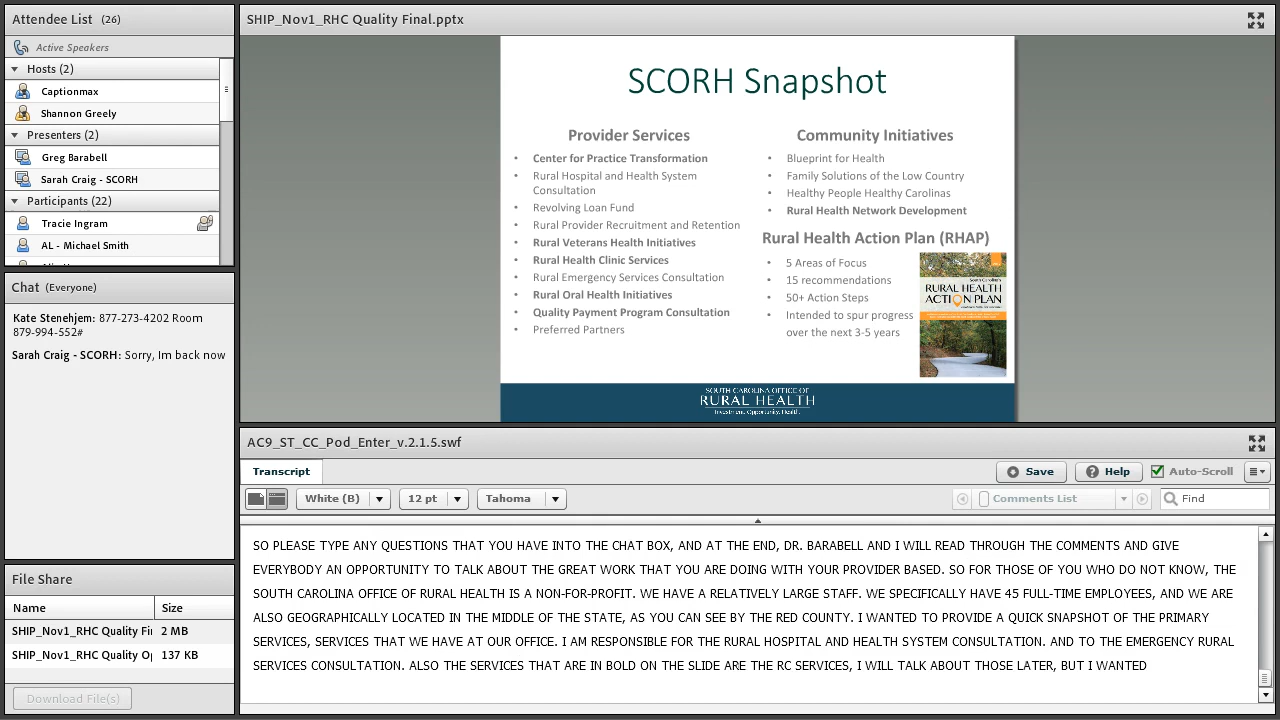 Attendee List (26)
Active Speakers
Hosts (2)
Captionmax
Shannon Greely
Presenters (2)
Greg Barabell
Sarah Craig - SCORH
Participants (22)
Tracie Ingram
AL - Michael Smith
Chat (Everyone)
Kate Stenehjem: 877-273-4202 Room
879-994-552#
Sarah Craig - SCORH: Sorry, Im back now
File Share
Name Size
SHIP_Nov1_RHC Quality Fi 2 MB
SHIP_Nov1_RHC Quality O 137 KB
Download File(s)
SHIP_Nov1_RHC Quality Final.pptx
SCORH Snapshot
Provider Services
• Center for Practice Transformation
• Rural Hospital and Health System
Consultation
• Revolving Loan Fund
• Rural Provider Recruitment and Retention
• Rural Veterans Health Initiatives
• Rural Health Clinic Services
• Rural Emergency Services Consultation
• Rural Oral Health Initiatives
• Quality Payment Program Consultation
• Preferred Partners
Community Initiatives
• Blueprint for Health
• Family Solutions of the Low Country
• Healthy People Healthy Carolinas
• Rural Health Network Development
Rural Health Action Plan (RHAP)
• 5 Areas of Focus
• 15 recommendations
• 50+ Action Steps
• Intended to spur progress
over the next 3-5 years
South Carolina's
RURAL HEALTH
ACTION PLAN
SOUTH CAROLINA OFFICE OF
RURAL HEALTH
Investment. Opportunity. Health.
AC9_ST_CC_Pod_Enter_v.2.1.5.swf
Transcript
Save
Help
Auto-Scroll
White (B)
12 pt
Tahoma
Comments List
Find
SO PLEASE TYPE ANY QUESTIONS THAT YOU HAVE INTO THE CHAT BOX, AND AT THE END, DR. BARABELL AND I WILL READ THROUGH THE COMMENTS AND GIVE
EVERYBODY AN OPPORTUNITY TO TALK ABOUT THE GREAT WORK THAT YOU ARE DOING WITH YOUR PROVIDER BASED. SO FOR THOSE OF YOU WHO DO NOT KNOW, THE
SOUTH CAROLINA OFFICE OF RURAL HEALTH IS A NON-FOR-PROFIT. WE HAVE A RELATIVELY LARGE STAFF. WE SPECIFICALLY HAVE 45 FULL-TIME EMPLOYEES, AND WE ARE
ALSO GEOGRAPHICALLY LOCATED IN THE MIDDLE OF THE STATE, AS YOU CAN SEE BY THE RED COUNTY. I WANTED TO PROVIDE A QUICK SNAPSHOT OF THE PRIMARY
SERVICES, SERVICES THAT WE HAVE AT OUR OFFICE. I AM RESPONSIBLE FOR THE RURAL HOSPITAL AND HEALTH SYSTEM CONSULTATION. AND TO THE EMERGENCY RURAL
SERVICES CONSULTATION. ALSO THE SERVICES THAT ARE IN BOLD ON THE SLIDE ARE THE RC SERVICES, I WILL TALK ABOUT THOSE LATER, BUT I WANTED